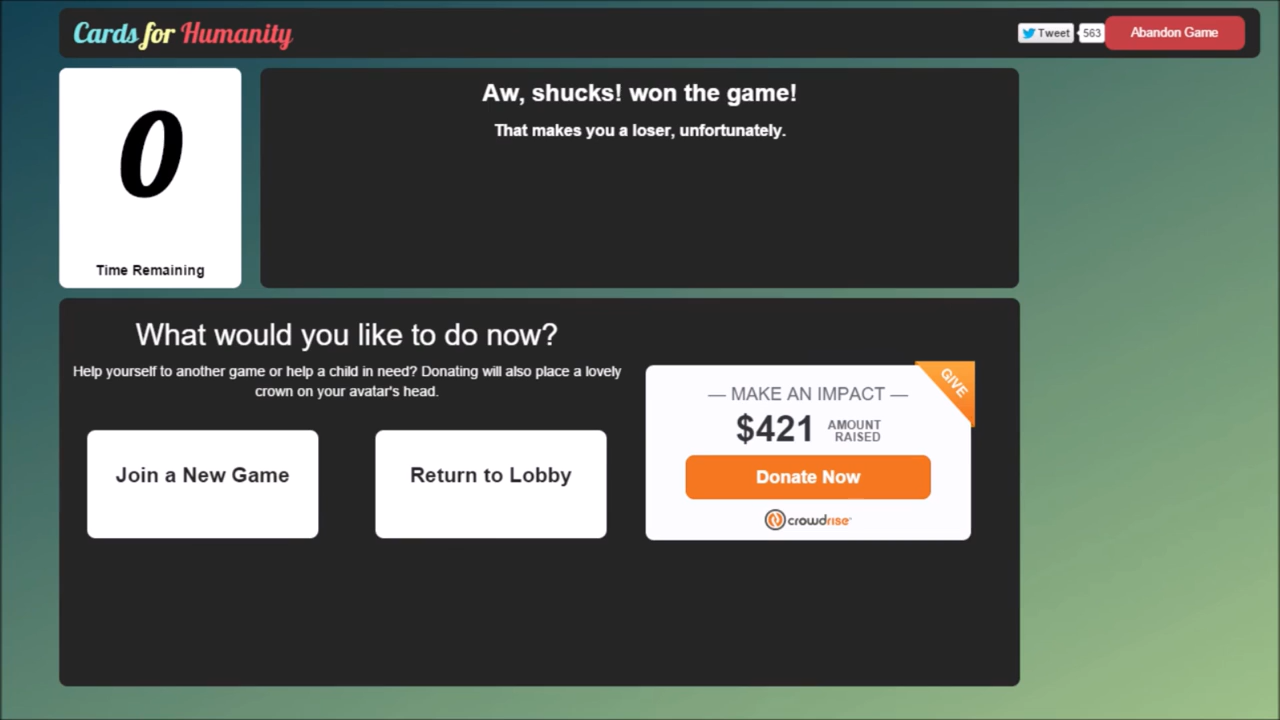 Cards for Humanity
Tweet
563
Abandon Game
0
Time Remaining
Aw, shucks! won the game!
That makes you a loser, unfortunately.
What would you like to do now?
Help yourself to another game or help a child in need? Donating will also place a lovely
crown on your avatar's head.
Join a New Game
Return to Lobby
GIVE
— MAKE AN IMPACT —
$421 AMOUNT
RAISED
Donate Now
crowdrise